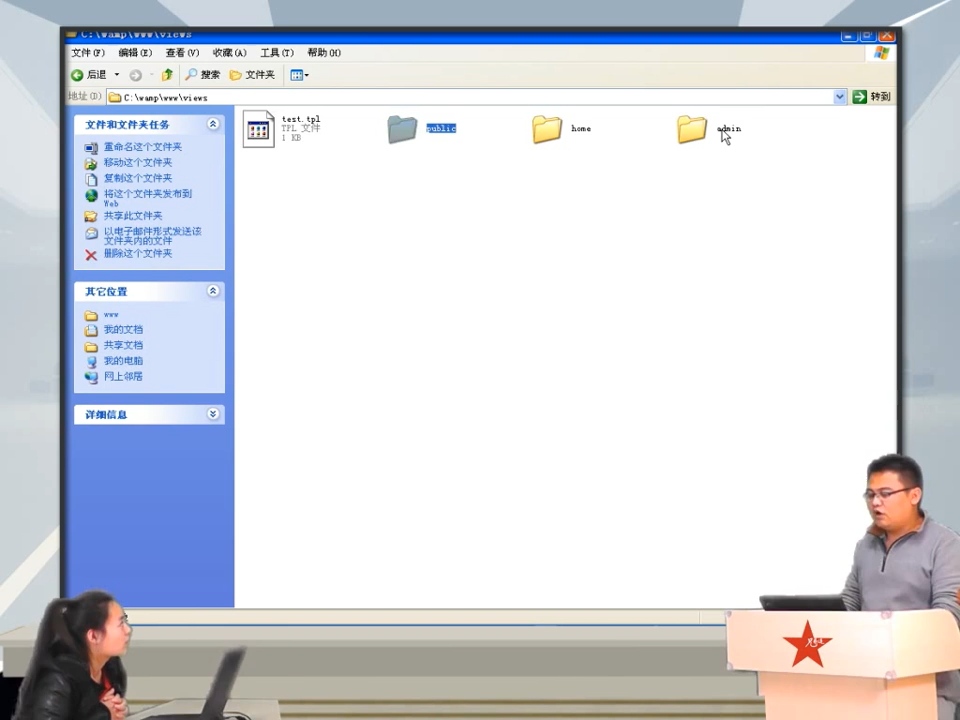 C:\wamp\www\views
文件(F) 编辑(E) 查看(V) 收藏(A) 工具(T) 帮助(H)
后退 搜索 文件夹
地址(D) C:\wamp\www\views 转到
文件和文件夹任务
重命名这个文件夹
移动这个文件夹
复制这个文件夹
将这个文件夹发布到
Web
共享此文件夹
以电子邮件形式发送该
文件夹内的文件
删除这个文件夹
其它位置
www
我的文档
共享文档
我的电脑
网上邻居
详细信息
test.tpl
TPL 文件
1 KB
public
home
admin